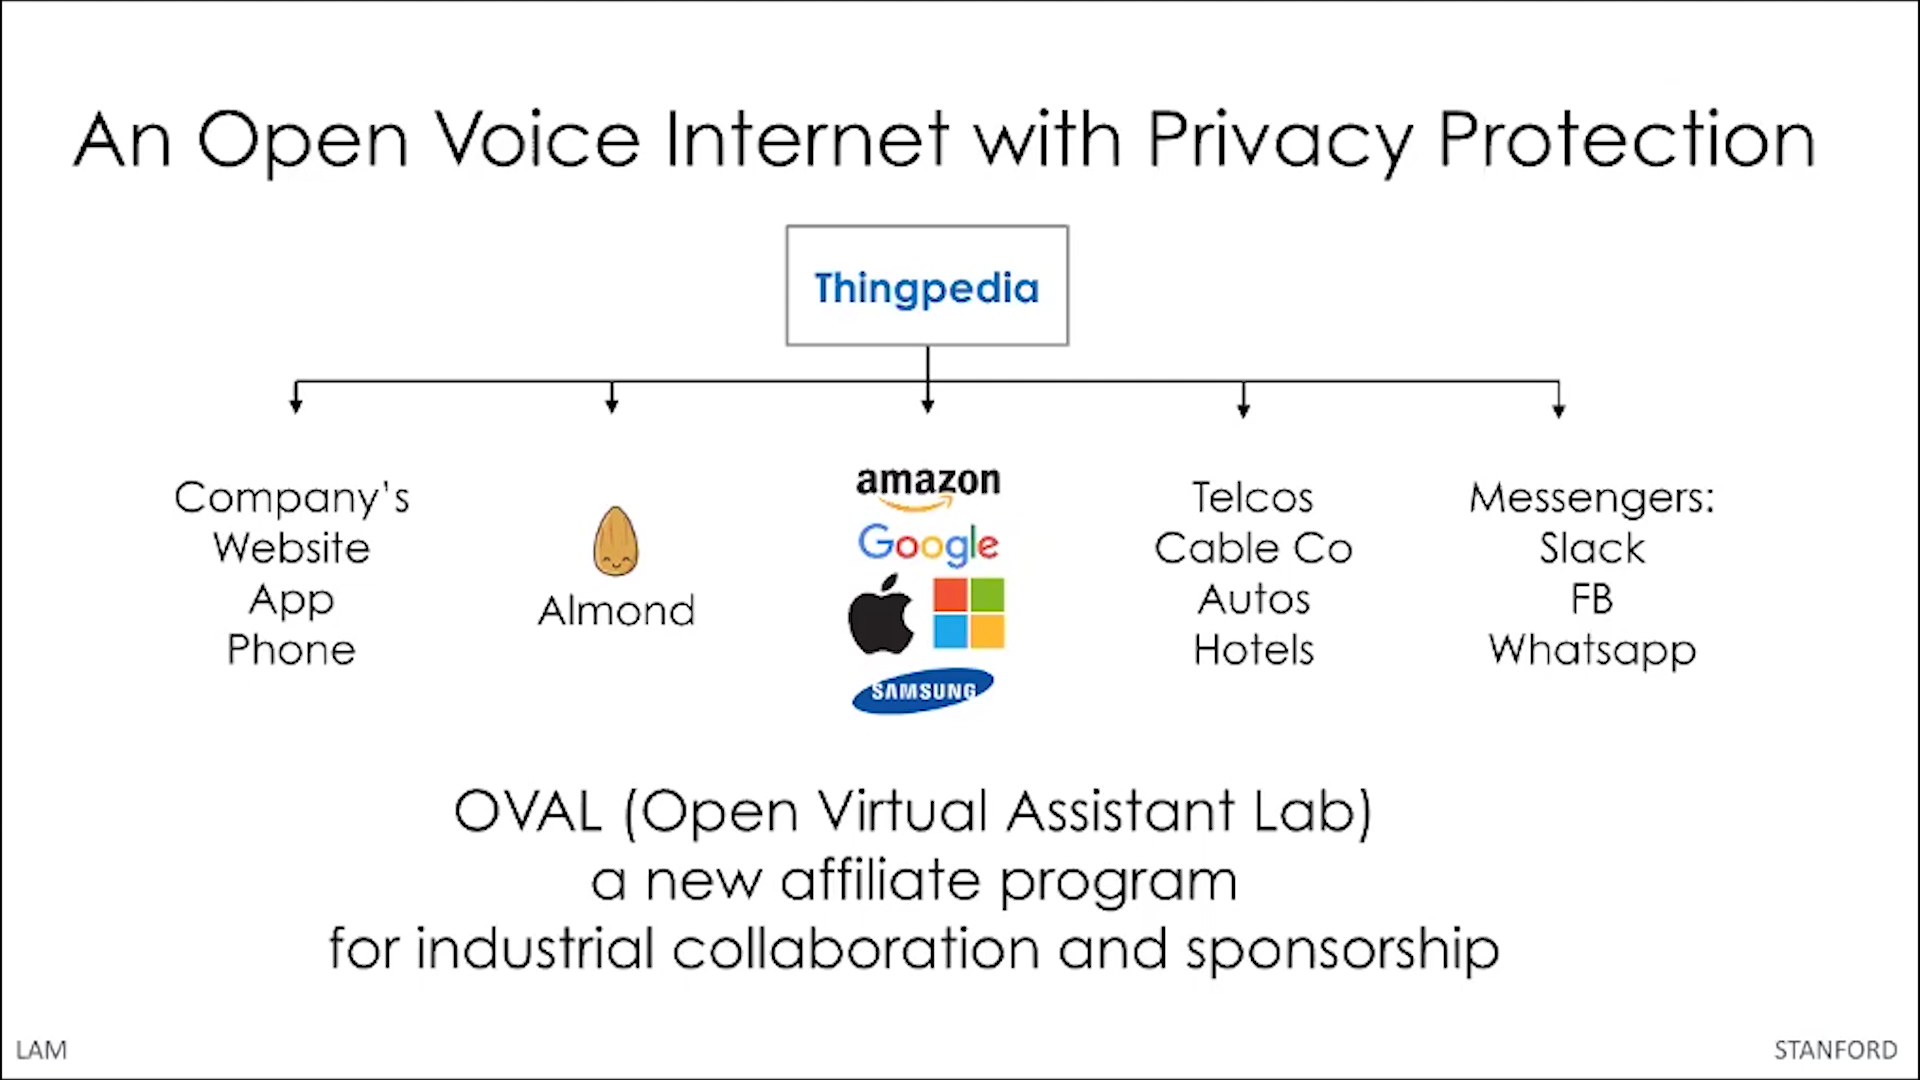 An Open Voice Internet with Privacy Protection
Thingpedia
Company's
Website
App
Phone
Almond
amazon
Google
SAMSUNG
Telcos
Cable Co
Autos
Hotels
Messengers:
Slack
FB
Whatsapp
OVAL (Open Virtual Assistant Lab)
a new affiliate program
for industrial collaboration and sponsorship
LAM
STANFORD